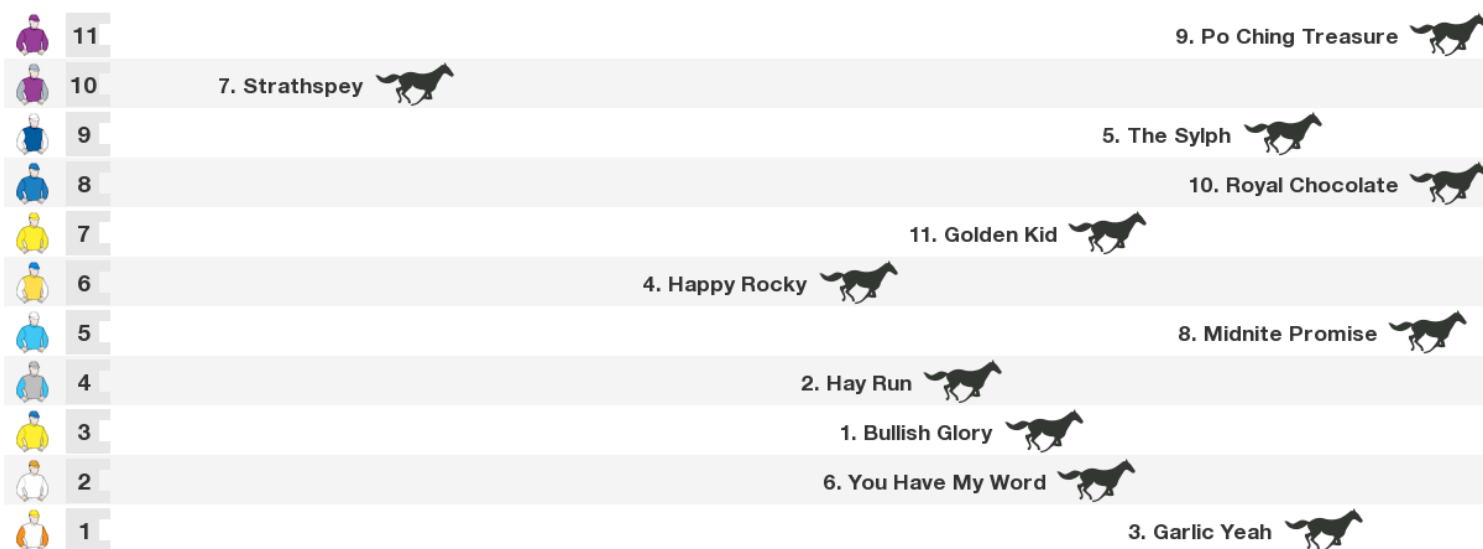 11 9. Po Ching Treasure
10 7. Strathspey
9 5. The Sylph
8 10. Royal Chocolate
7 11. Golden Kid
6 4. Happy Rocky
5 8. Midnite Promise
4 2. Hay Run
3 1. Bullish Glory
2 6. You Have My Word
1 3. Garlic Yeah